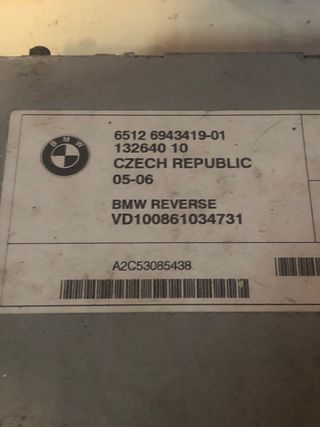 BMW
6512 6943419-01
132640 10
CZECH REPUBLIC
05-06
BMW REVERSE
VD100861034731
A2C53085438